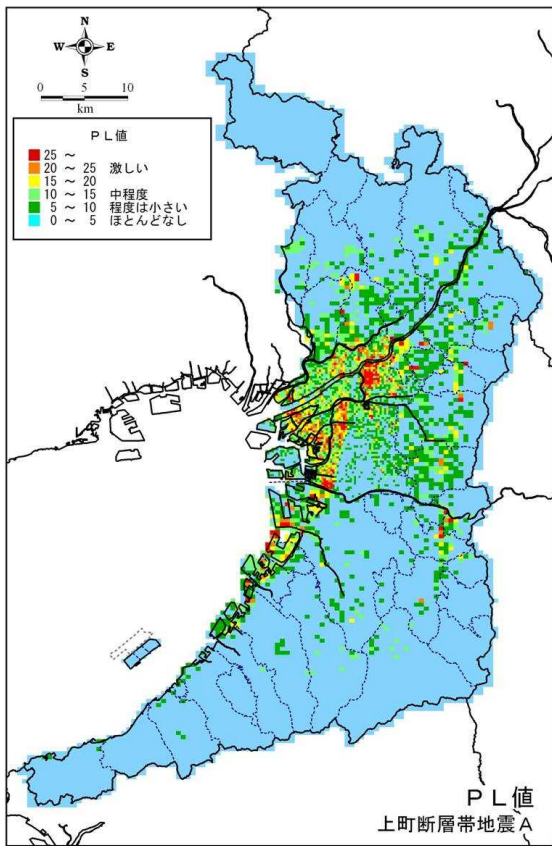 N
W E
S
0 5 10
km
PL値
25 ～
20 ～ 25 激しい
15 ～ 20
10 ～ 15 中程度
5 ～ 10 程度は小さい
0 ～ 5 ほとんどなし
PL値
上町断層帯地震A